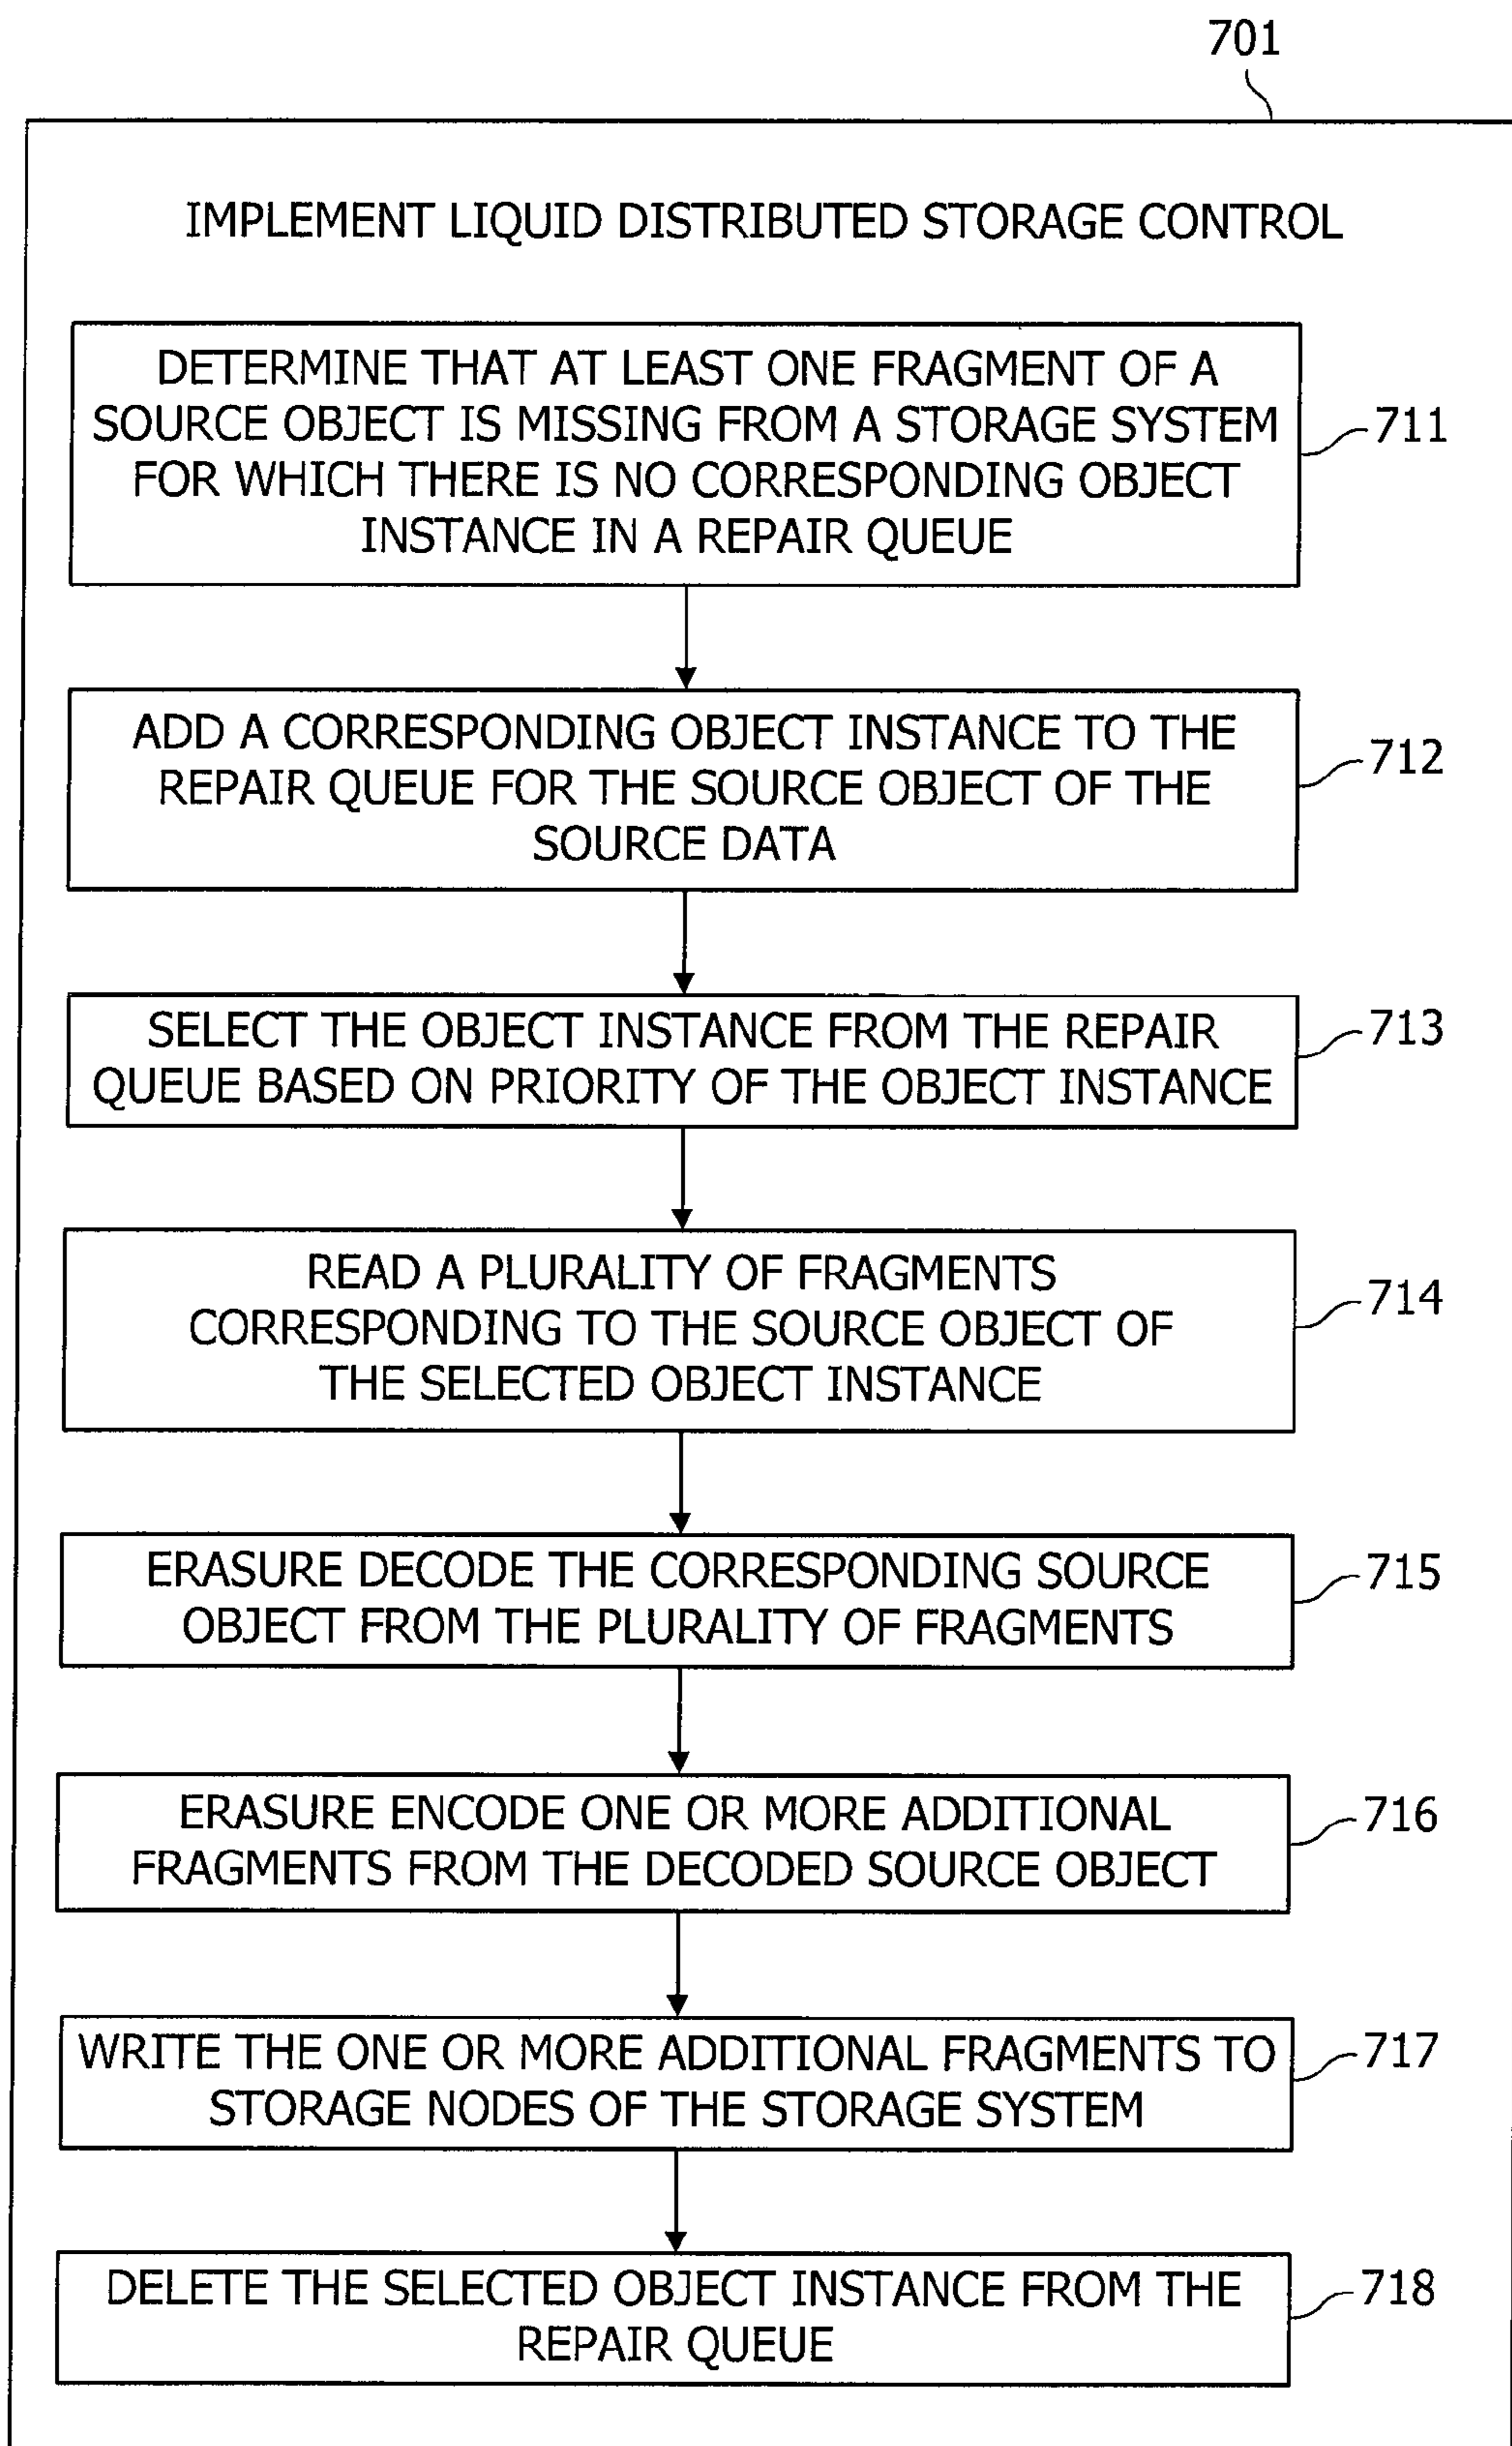 701
IMPLEMENT LIQUID DISTRIBUTED STORAGE CONTROL
DETERMINE THAT AT LEAST ONE FRAGMENT OF A
SOURCE OBJECT IS MISSING FROM A STORAGE SYSTEM
FOR WHICH THERE IS NO CORRESPONDING OBJECT
INSTANCE IN A REPAIR QUEUE
711
ADD A CORRESPONDING OBJECT INSTANCE TO THE
REPAIR QUEUE FOR THE SOURCE OBJECT OF THE
SOURCE DATA
712
SELECT THE OBJECT INSTANCE FROM THE REPAIR
QUEUE BASED ON PRIORITY OF THE OBJECT INSTANCE
713
READ A PLURALITY OF FRAGMENTS
CORRESPONDING TO THE SOURCE OBJECT OF
THE SELECTED OBJECT INSTANCE
714
ERASURE DECODE THE CORRESPONDING SOURCE
OBJECT FROM THE PLURALITY OF FRAGMENTS
715
ERASURE ENCODE ONE OR MORE ADDITIONAL
FRAGMENTS FROM THE DECODED SOURCE OBJECT
716
WRITE THE ONE OR MORE ADDITIONAL FRAGMENTS TO
STORAGE NODES OF THE STORAGE SYSTEM
717
DELETE THE SELECTED OBJECT INSTANCE FROM THE
REPAIR QUEUE
718